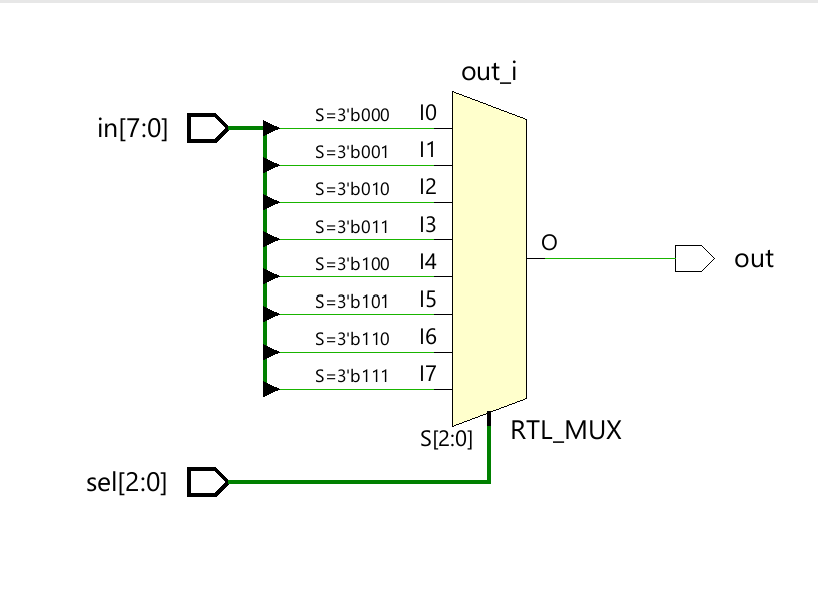 out_i
in[7:0]
S=3'b000 I0
S=3'b001 I1
S=3'b010 I2
S=3'b011 I3
S=3'b100 I4
S=3'b101 I5
S=3'b110 I6
S=3'b111 I7
O
out
S[2:0]
RTL_MUX
sel[2:0]